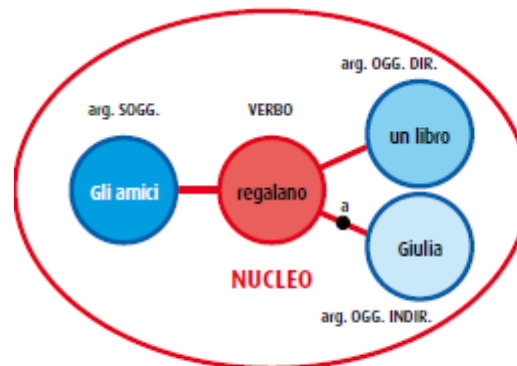 arg. OGG. DIR.
arg. SOGG.
VERBO
un libro
Gli amici
regalano
a
Giulia
NUCLEO
arg. OGG. INDIR.